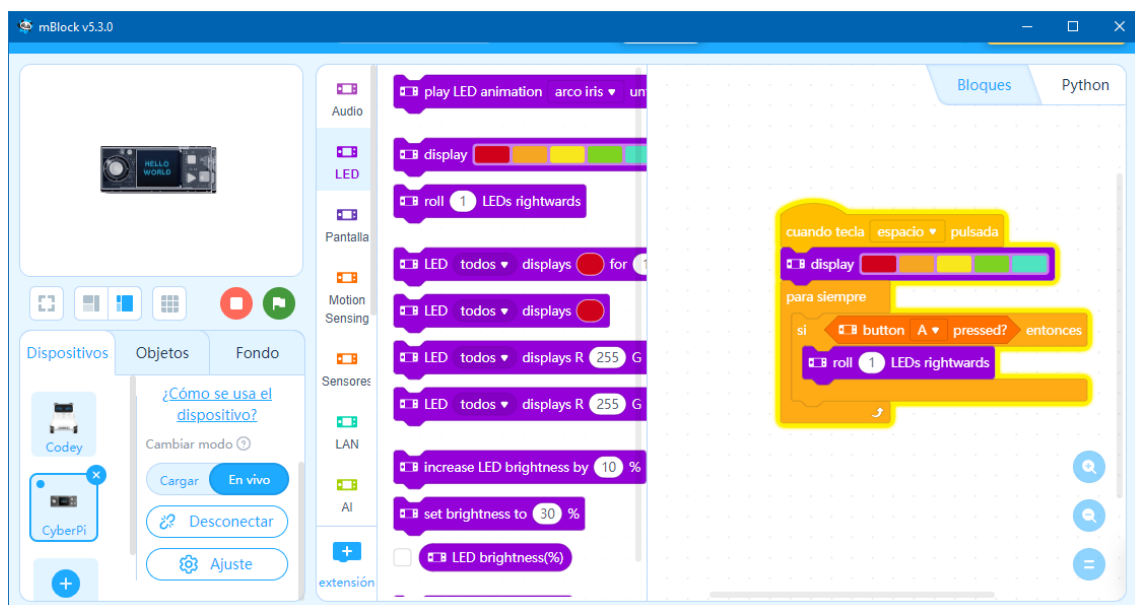 mBlock v5.3.0
HELLO
WORLD
Dispositivos Objetos Fondo
Codey
CyberPi
¿Cómo se usa el
dispositivo?
Cambiar modo
Cargar En vivo
Desconectar
Ajuste
Audio
LED
Pantalla
Motion
Sensing
Sensores
LAN
AI
extensión
play LED animation arco iris un
display
roll 1 LEDs rightwards
LED todos displays for 1
LED todos displays
LED todos displays R 255 G
LED todos displays R 255 G
increase LED brightness by 10 %
set brightness to 30 %
LED brightness(%)
Bloques Python
cuando tecla espacio pulsada
display
para siempre
si button A pressed? entonces
roll 1 LEDs rightwards